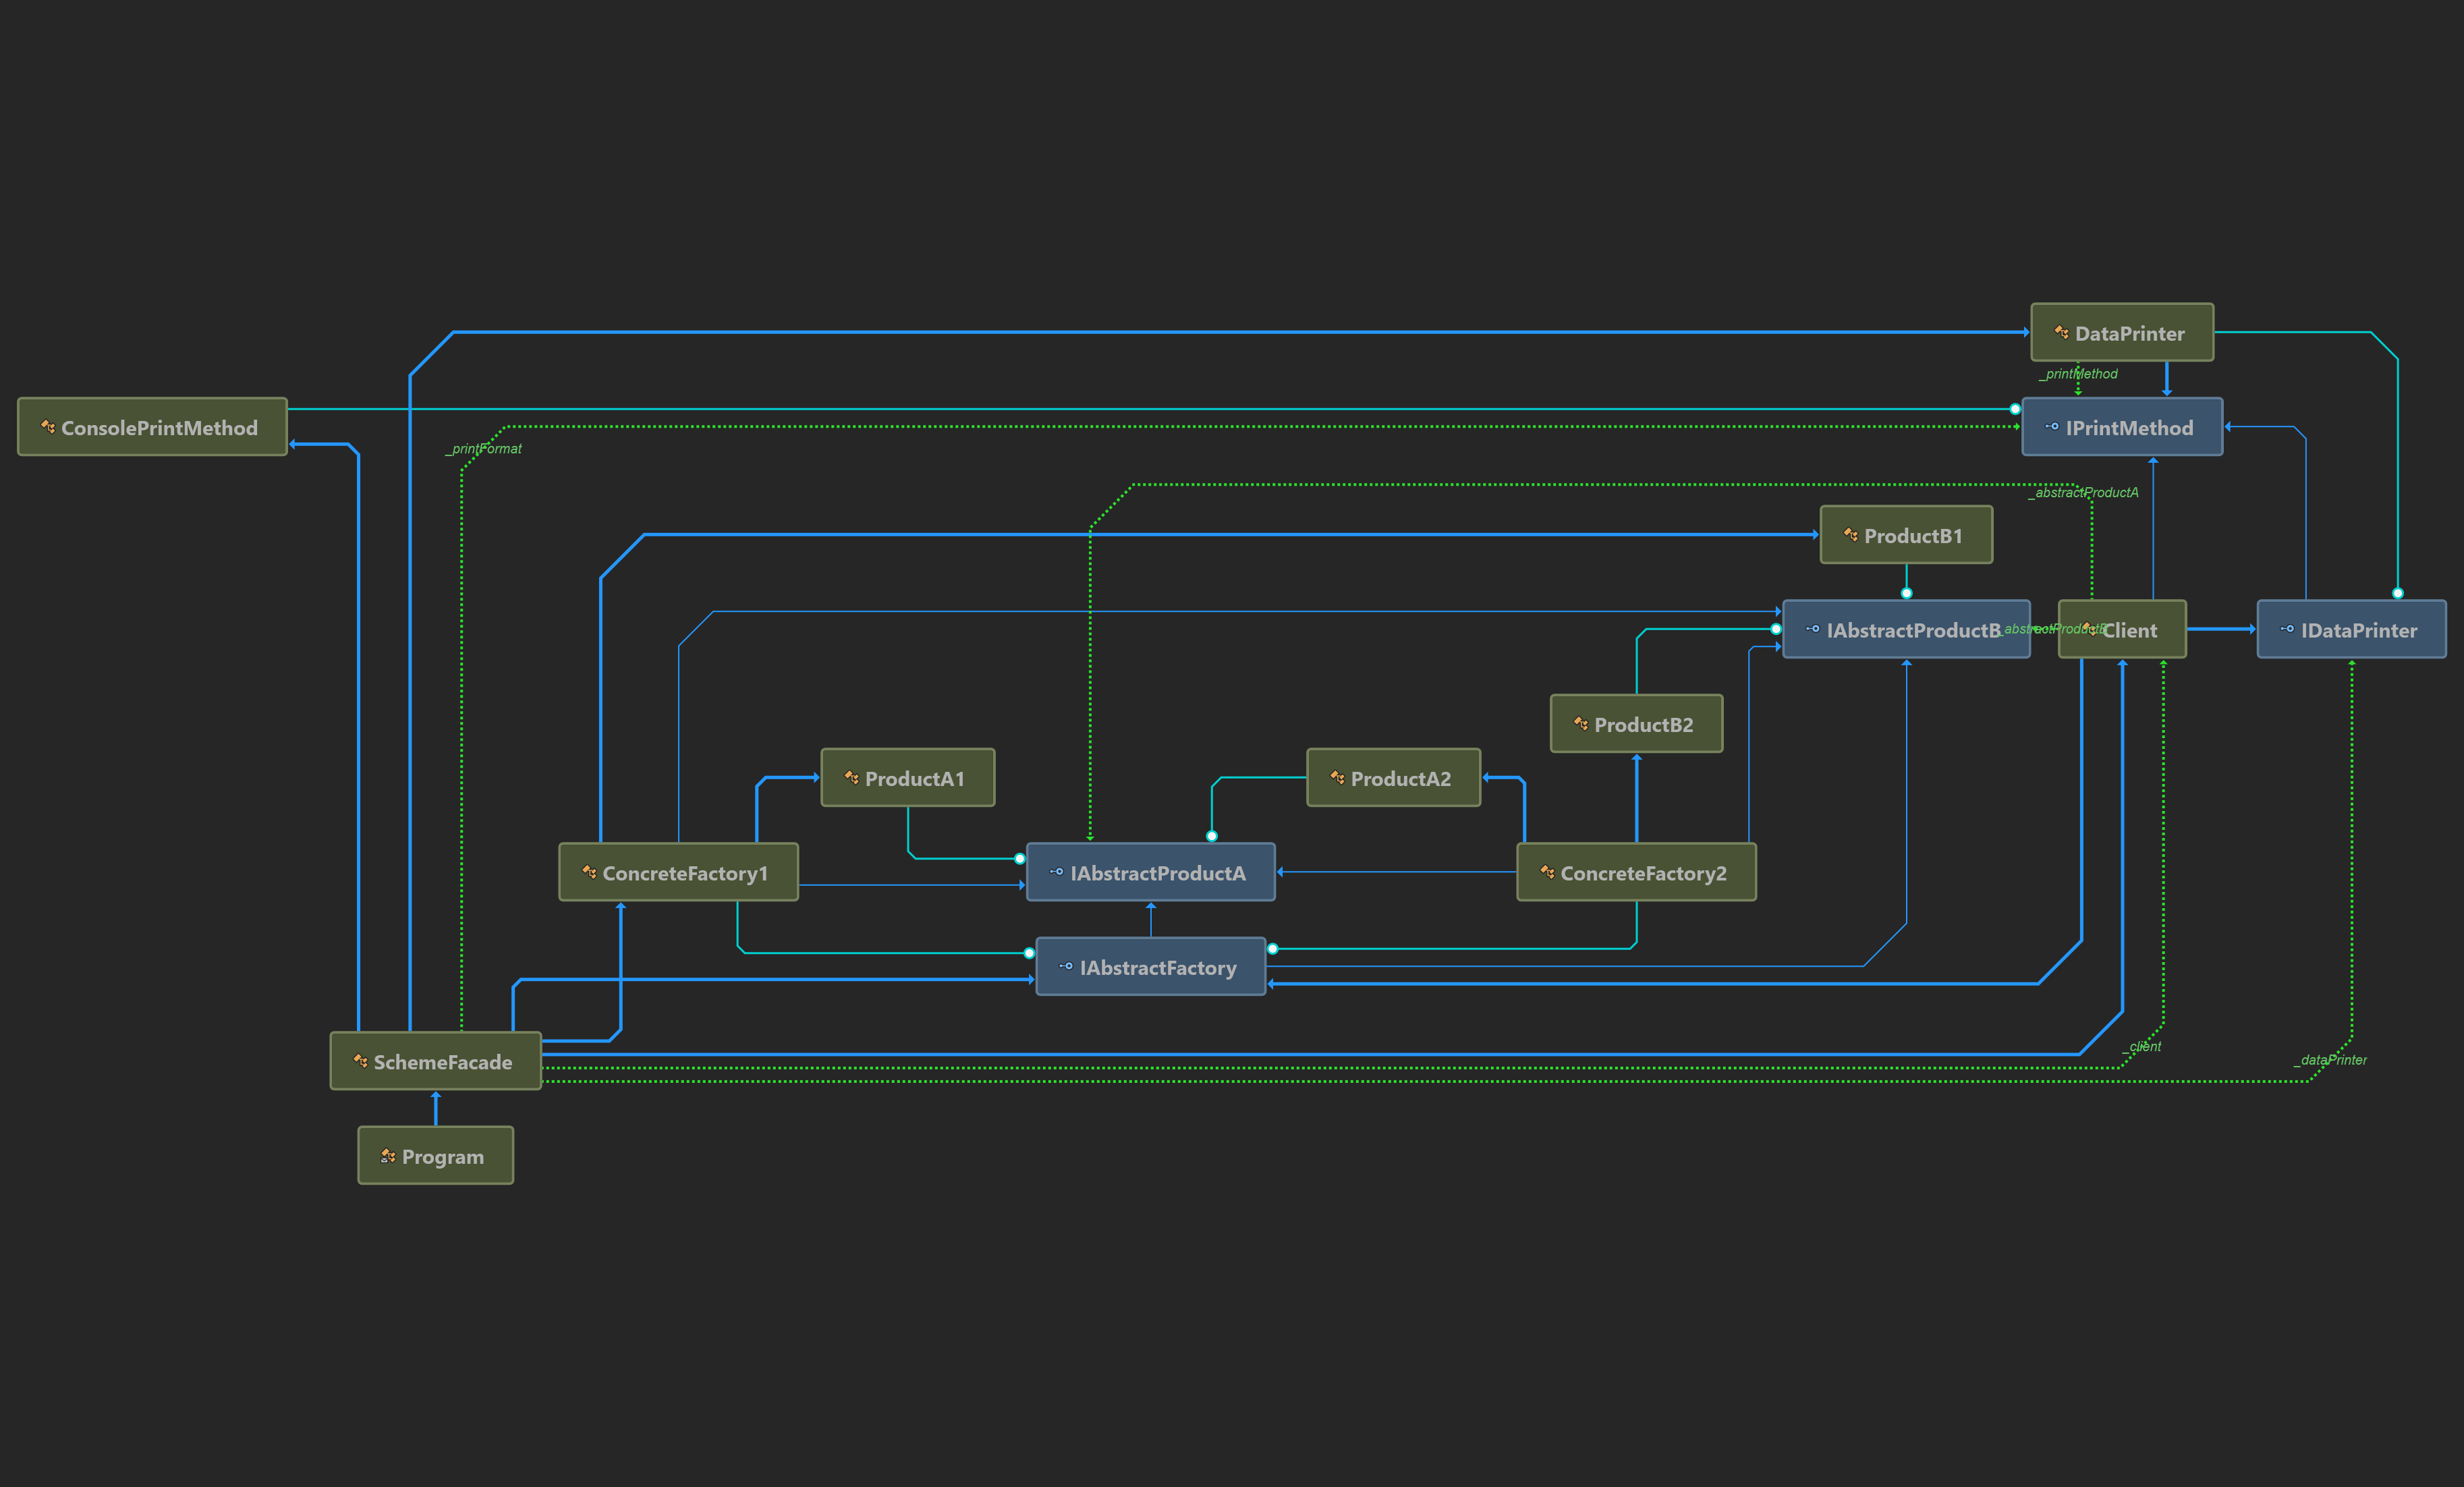 DataPrinter
_printMethod
ConsolePrintMethod
IPrintMethod
_printFormat
_abstractProductA
ProductB1
IAbstractProductB
_abstractProductB
Client
IDataPrinter
ProductB2
ProductA1
ProductA2
ConcreteFactory1
IAbstractProductA
ConcreteFactory2
IAbstractFactory
_client
_dataPrinter
SchemeFacade
Program